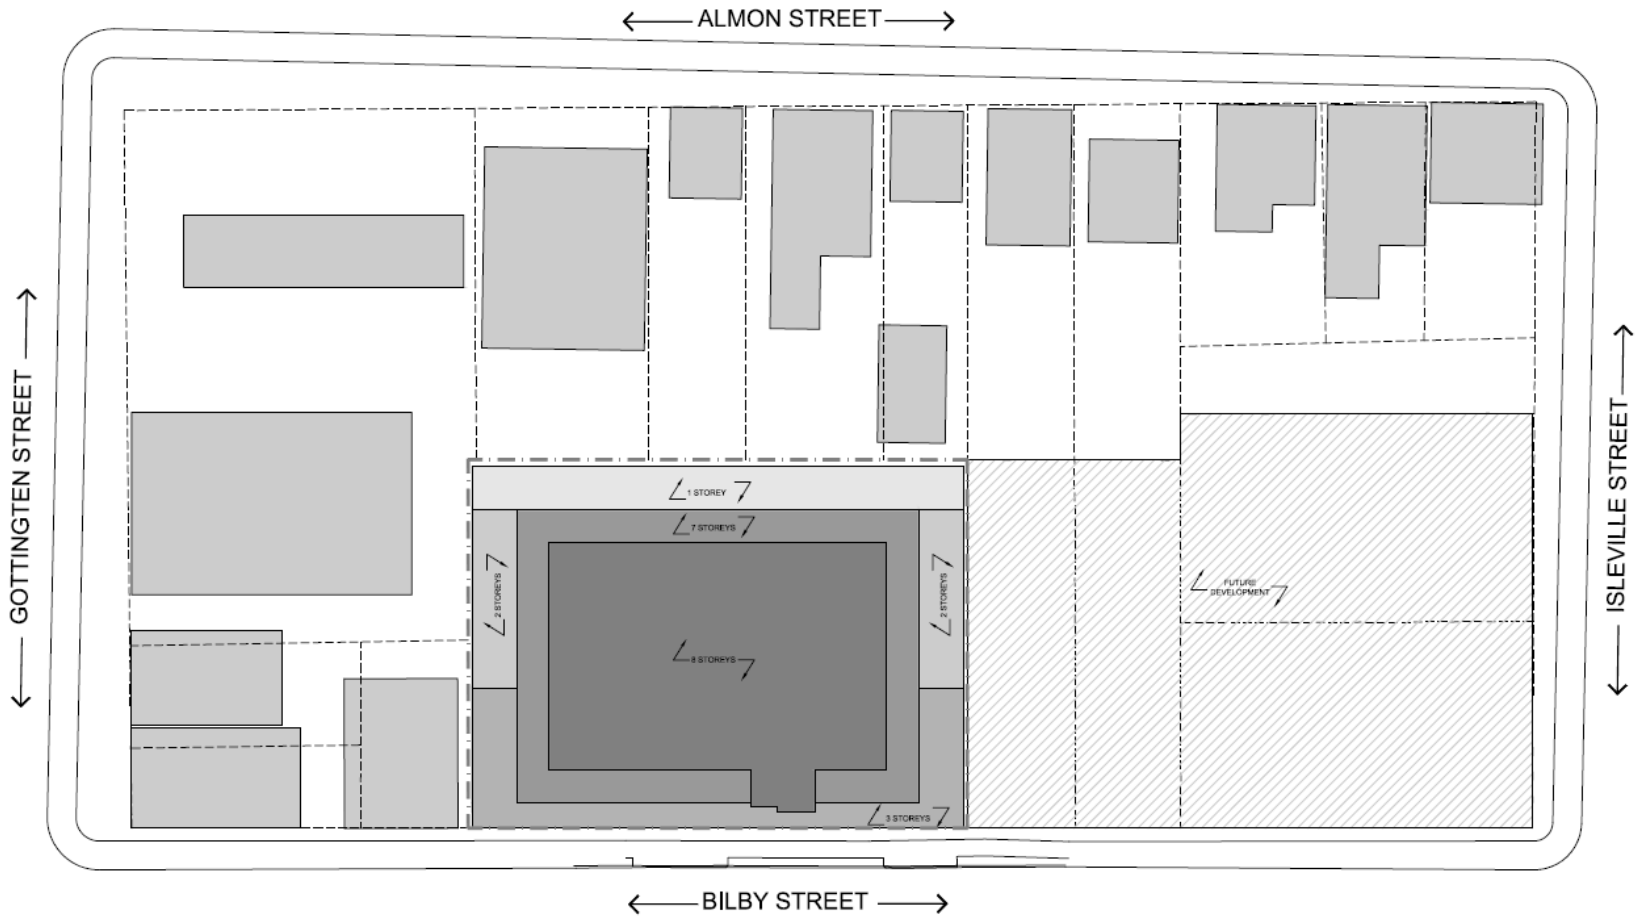 ALMON STREET
GOTTINGTEN STREET
ISLEVILLE STREET
1 STOREY
7 STOREYS
2 STOREYS
2 STOREYS
FUTURE
DEVELOPMENT
8 STOREYS
3 STOREYS
BILBY STREET